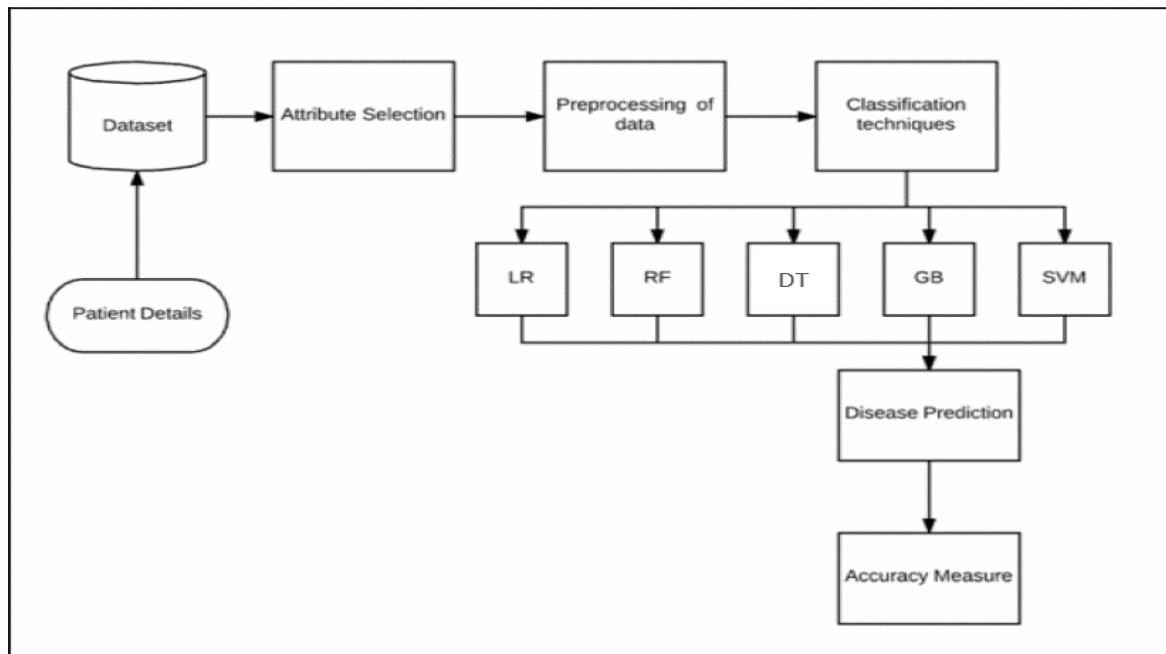 Dataset
Attribute Selection
Preprocessing of
data
Classification
techniques
LR
RF
DT
GB
SVM
Patient Details
Disease Prediction
Accuracy Measure